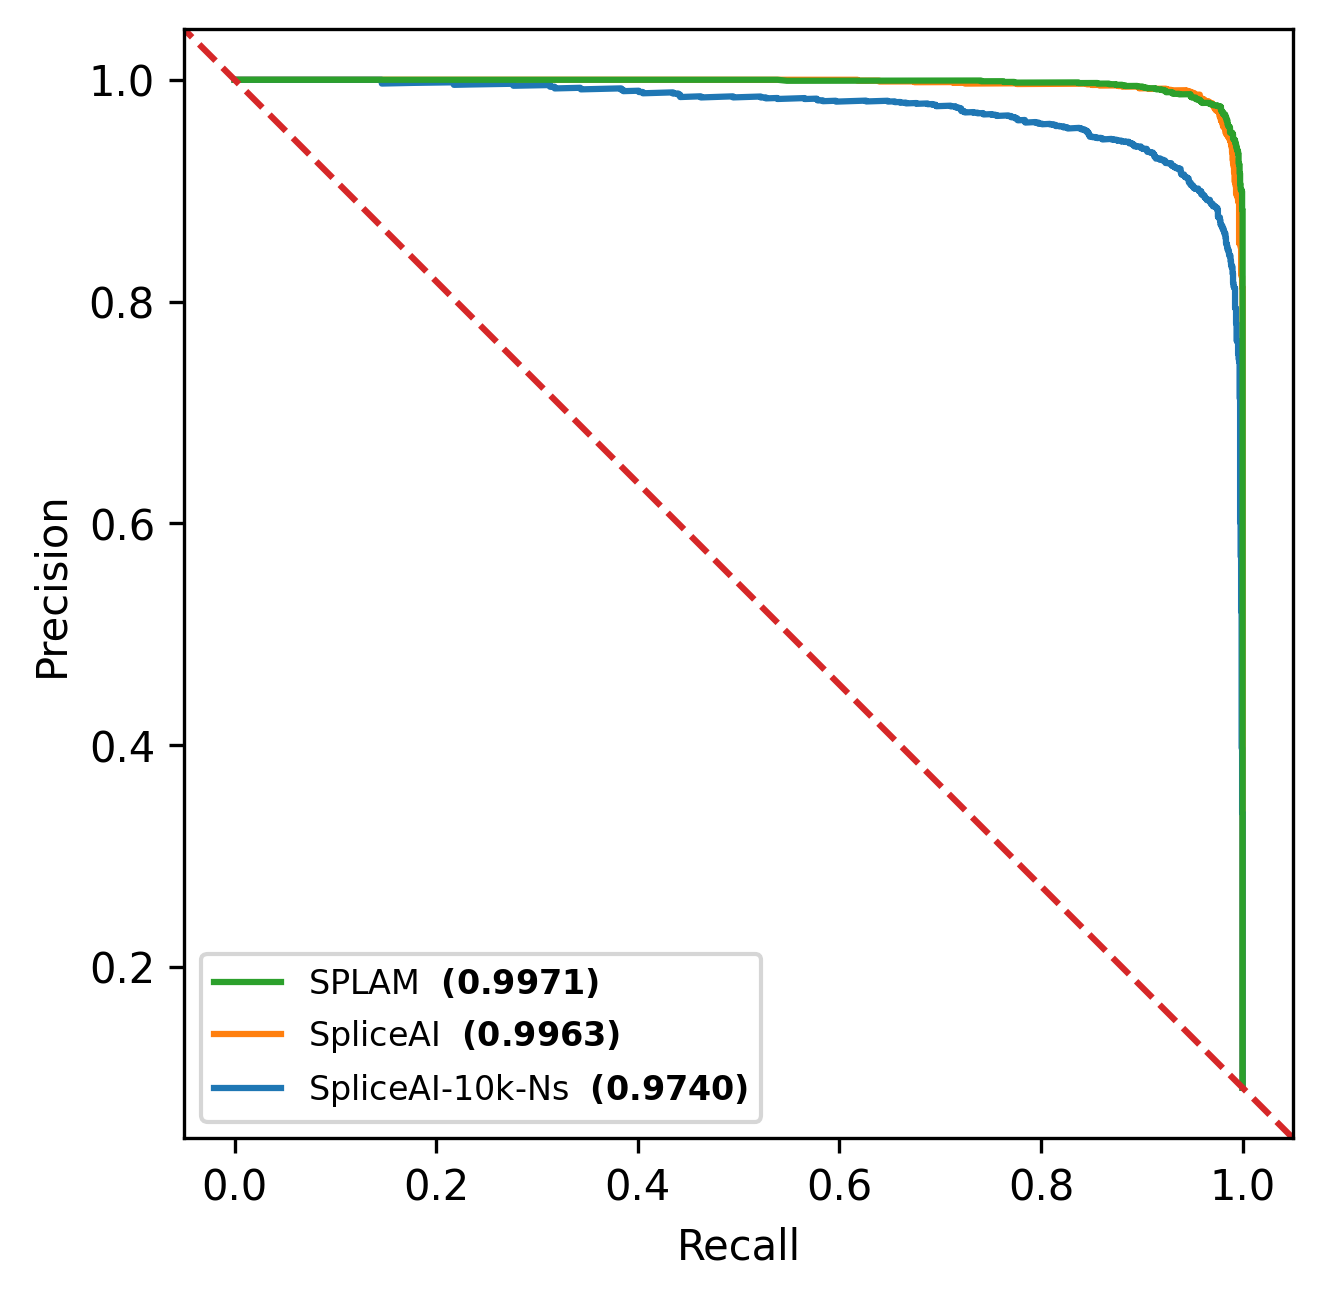 1.0
0.8
0.6
0.4
0.2
Precision
SPLAM (0.9971)
SpliceAI (0.9963)
SpliceAI-10k-Ns (0.9740)
0.0 0.2 0.4 0.6 0.8 1.0
Recall